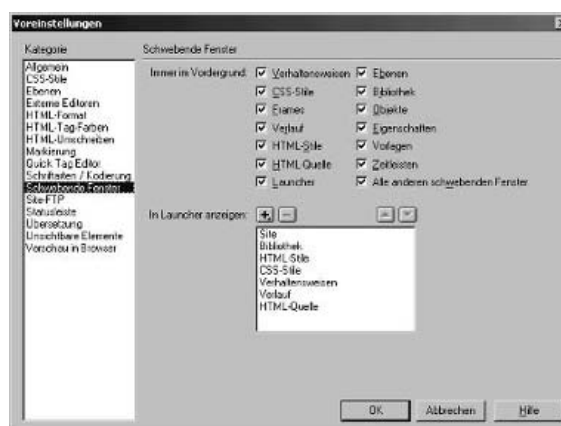 Voreinstellungen
Kategorie
Allgemein
CSS-Stile
Ebenen
Externe Editoren
HTML-Format
HTML-Tag-Farben
HTML-Umschreiben
Markierung
Quick Tag Editor
Schriftarten / Kodierung
Schwebende Fenster
Site-FTP
Statusleiste
Übersetzung
Unsichtbare Elemente
Vorschau in Browser
Schwebende Fenster
Immer im Vordergrund: Verhaltensweisen Ebenen
CSS-Stile Bibliothek
Frames Objekte
Verlauf Eigenschaften
HTML-Stile Vorlagen
HTML-Quelle Zeitleisten
Launcher Alle anderen schwebenden Fenster
In Launcher anzeigen:
Site
Bibliothek
HTML-Stile
CSS-Stile
Verhaltensweisen
Verlauf
HTML-Quelle
OK Abbrechen Hilfe